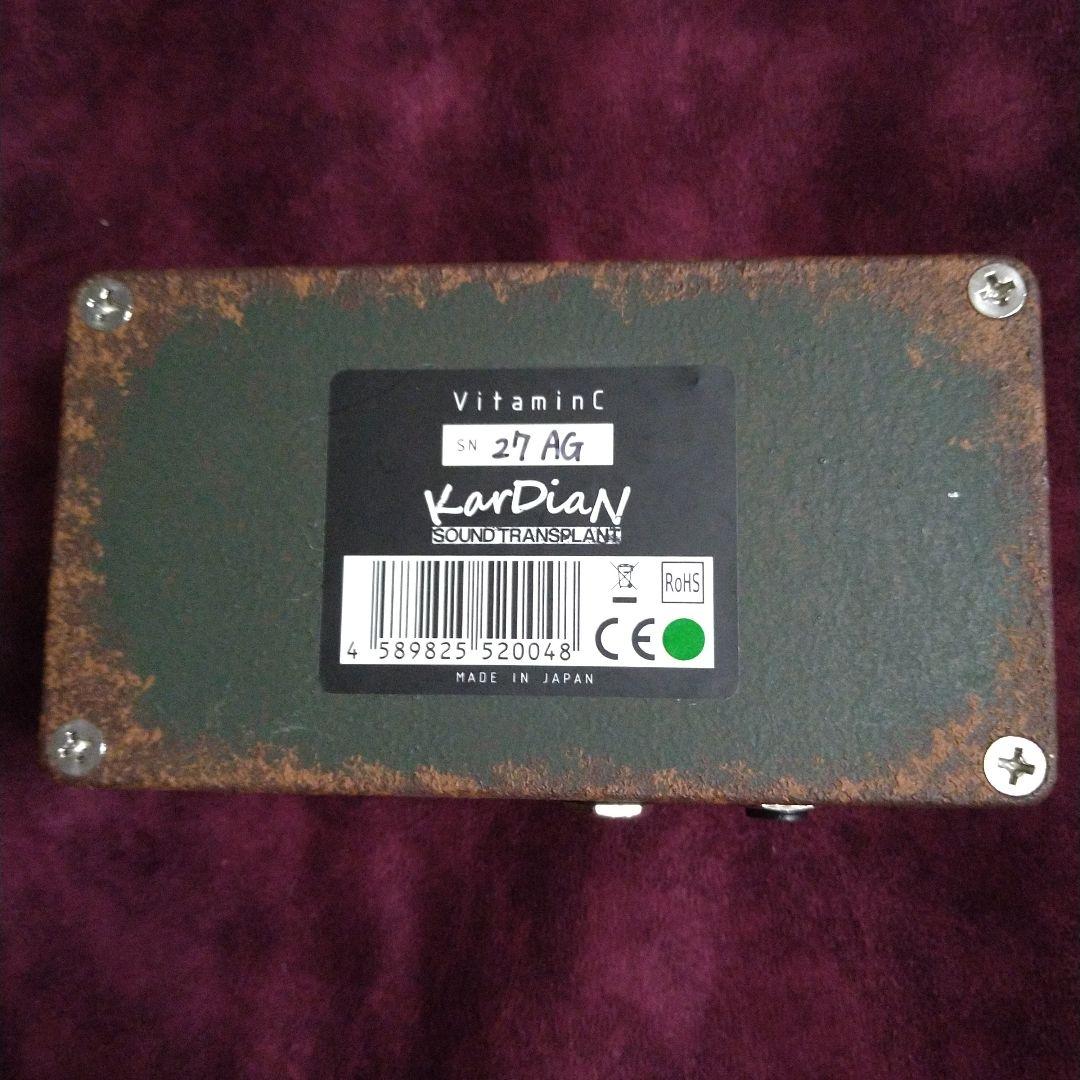 VitaminC
SN 27 AG
KarDiaN
SOUND TRANSPLANT
RoHS
CE
4 589825 520048
MADE IN JAPAN